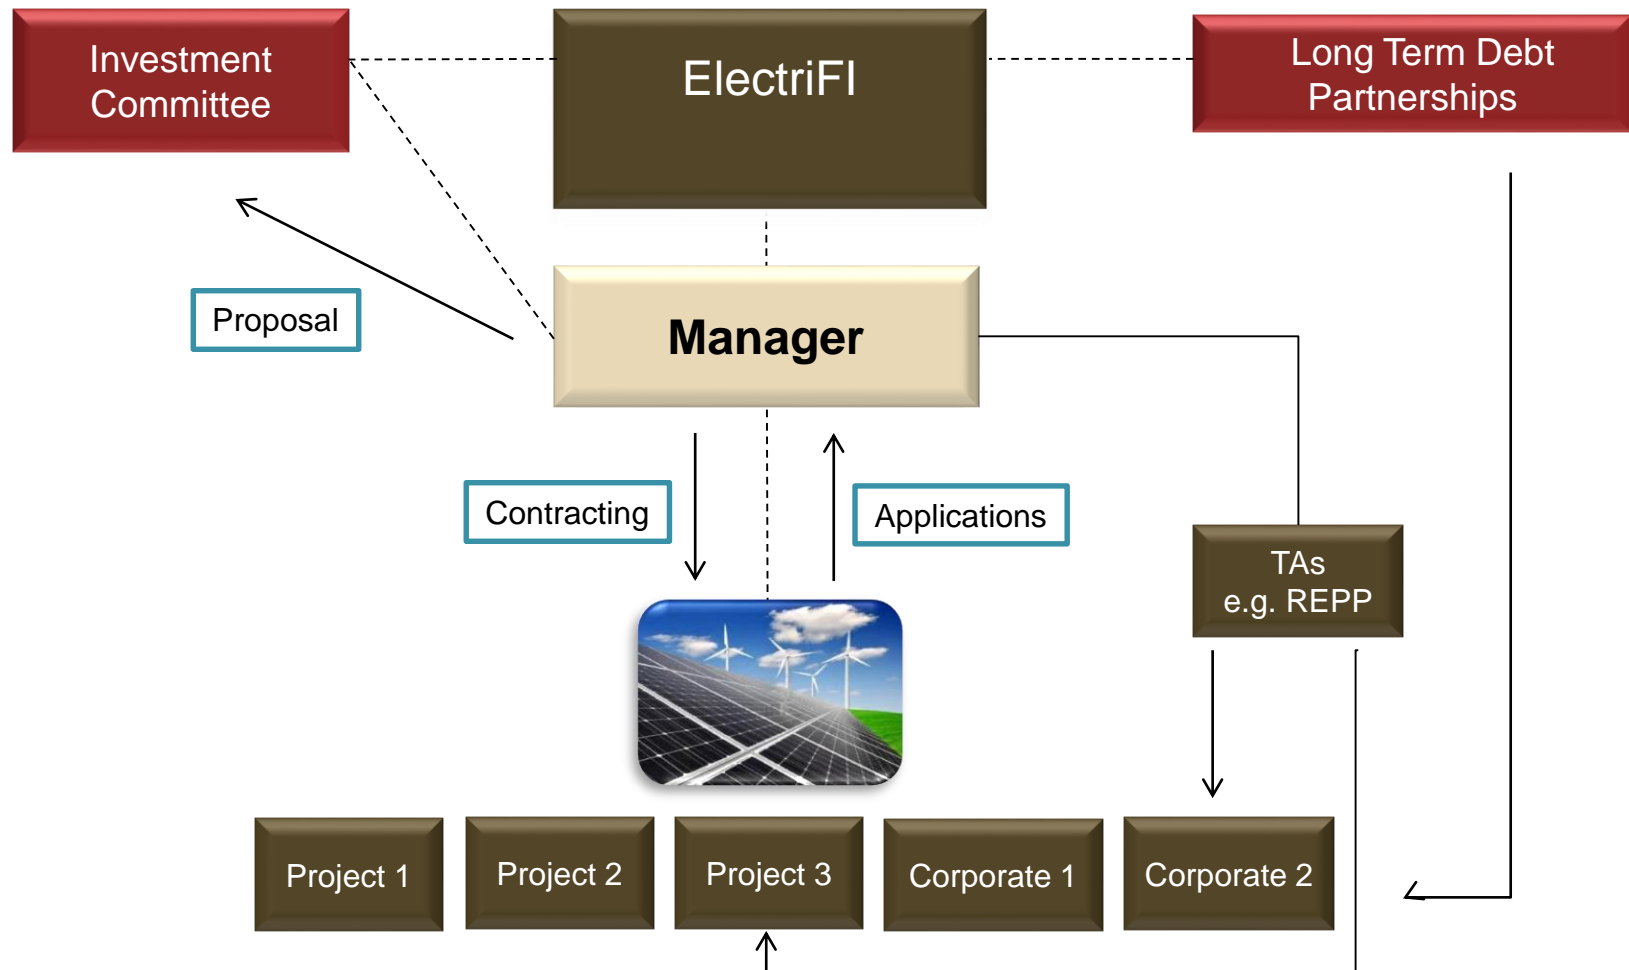 Investment
Committee
ElectriFI
Long Term Debt
Partnerships
Proposal
Manager
Contracting
Applications
TAs
e.g. REPP
Project 1
Project 2
Project 3
Corporate 1
Corporate 2